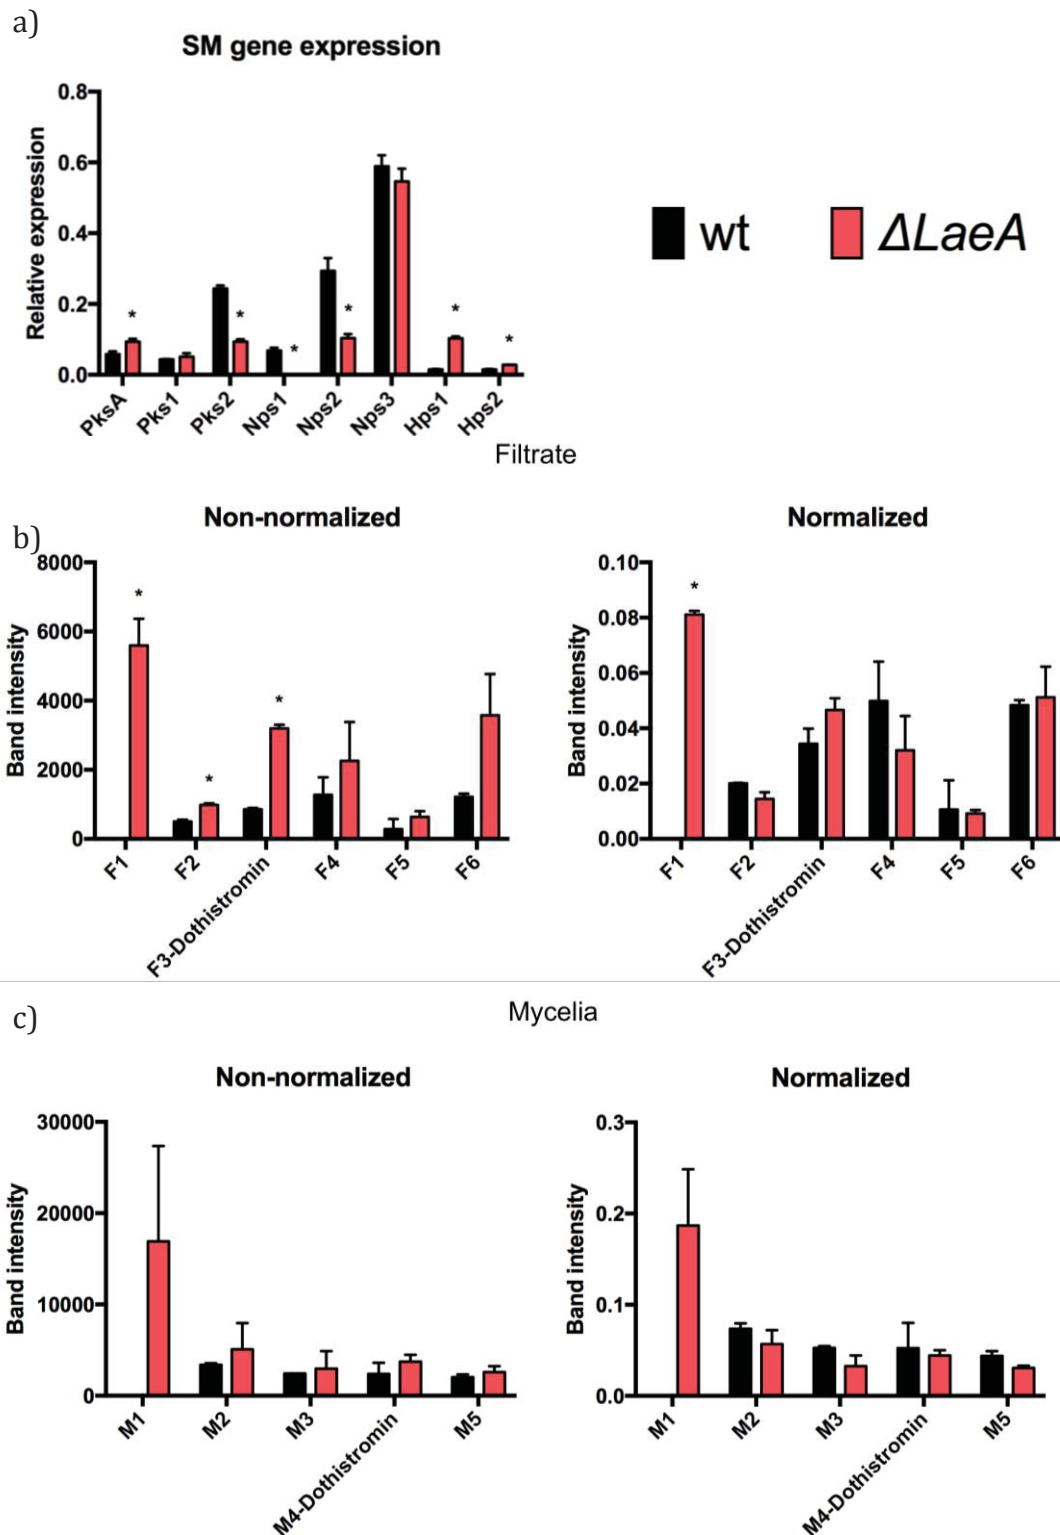 a)
SM gene expression
Relative expression
0.8
0.6
0.4
0.2
0.0
* * * * * *
PksA Pks1 Pks2 Nps1 Nps2 Nps3 Hps1 Hps2
wt ΔLaeA
Filtrate
b)
Non-normalized
Band intensity
8000
6000
4000
2000
0
* * *
F1 F2 F3-Dothistromin F4 F5 F6
Normalized
Band intensity
0.10
0.08
0.06
0.04
0.02
0.00
*
F1 F2 F3-Dothistromin F4 F5 F6
c)
Mycelia
Non-normalized
Band intensity
30000
20000
10000
0
M1 M2 M3 M4-Dothistromin M5
Normalized
Band intensity
0.3
0.2
0.1
0.0
M1 M2 M3 M4-Dothistromin M5